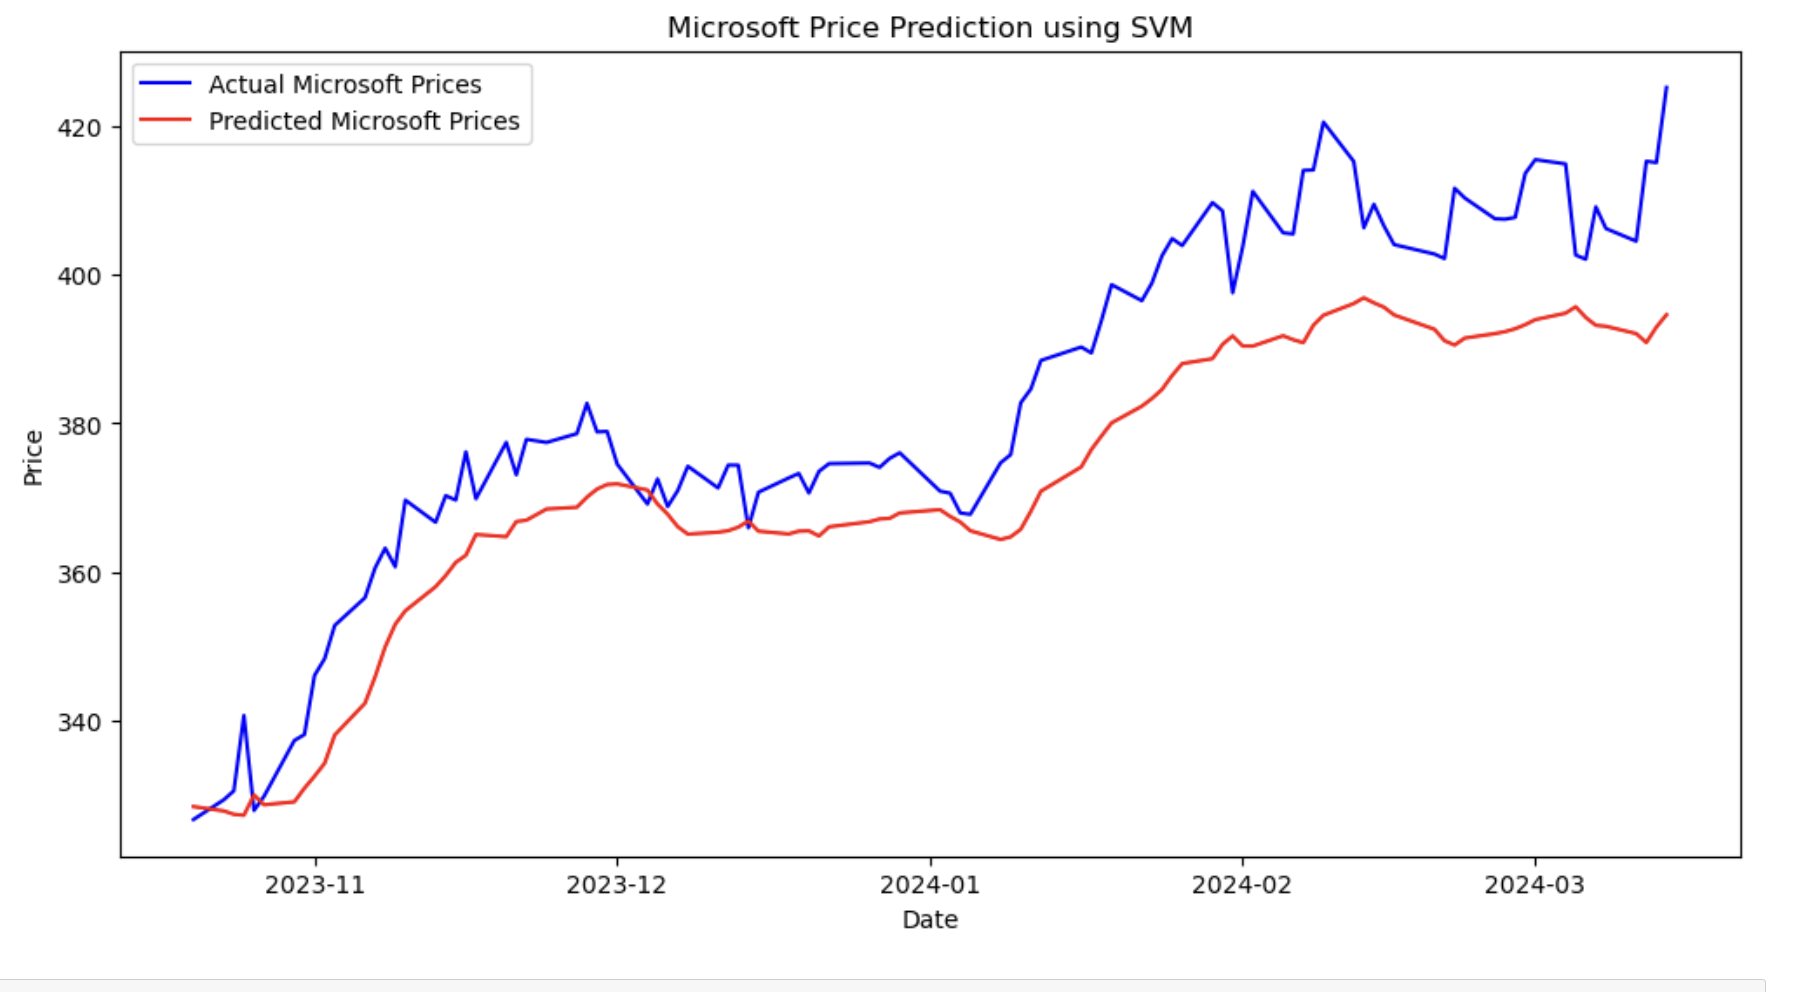 Microsoft Price Prediction using SVM
Actual Microsoft Prices
Predicted Microsoft Prices
420
400
380
360
340
Price
2023-11
2023-12
2024-01
2024-02
2024-03
Date